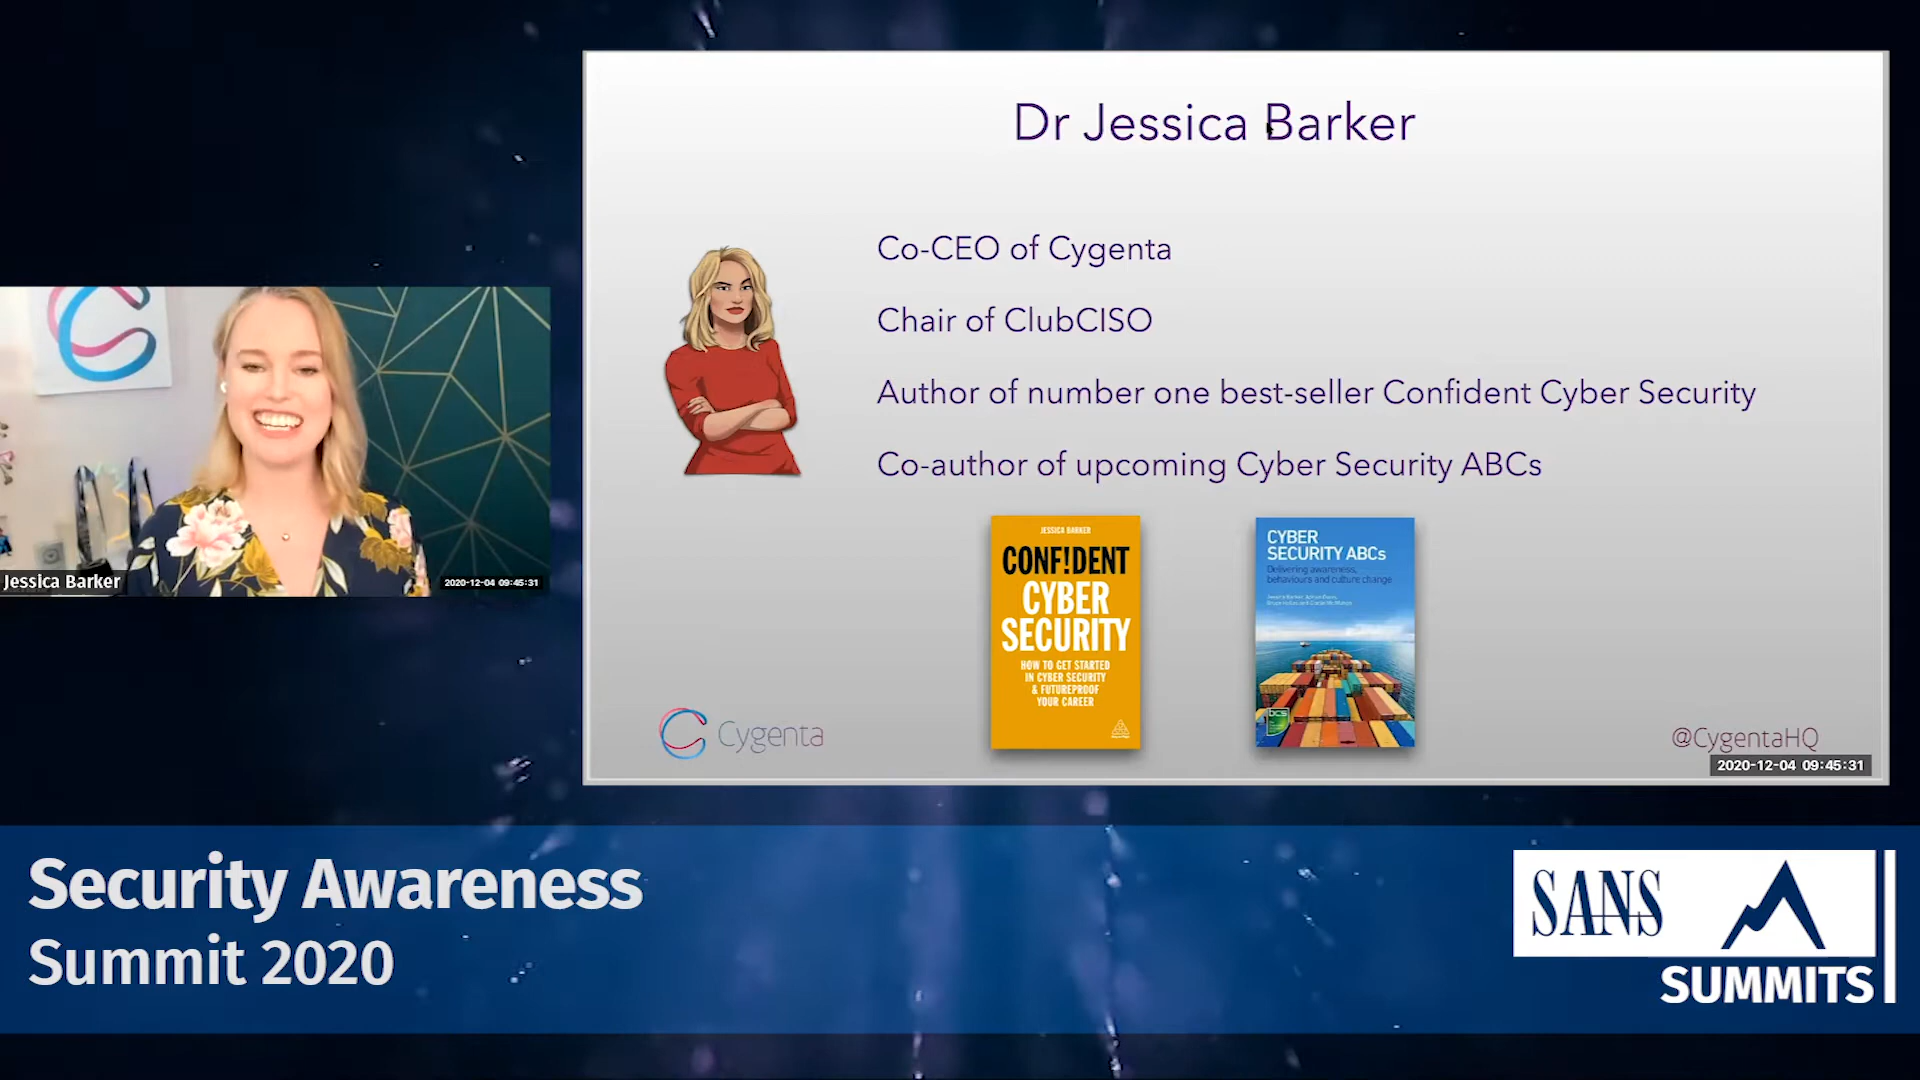 Dr Jessica Barker
Co-CEO of Cygenta
Chair of ClubCISO
Author of number one best-seller Confident Cyber Security
Co-author of upcoming Cyber Security ABCs
JESSICA BARKER
CONF!DENT
CYBER
SECURITY
HOW TO GET STARTED
IN CYBER SECURITY
& FUTUREPROOF
YOUR CAREER
CYBER
SECURITY ABCs
Delivering awareness,
behaviours and culture change
bcs
Cygenta
@CygentaHQ
2020-12-04 09:45:31
Jessica Barker
2020-12-04 09:45:31
Security Awareness
Summit 2020
SANS
SUMMITS